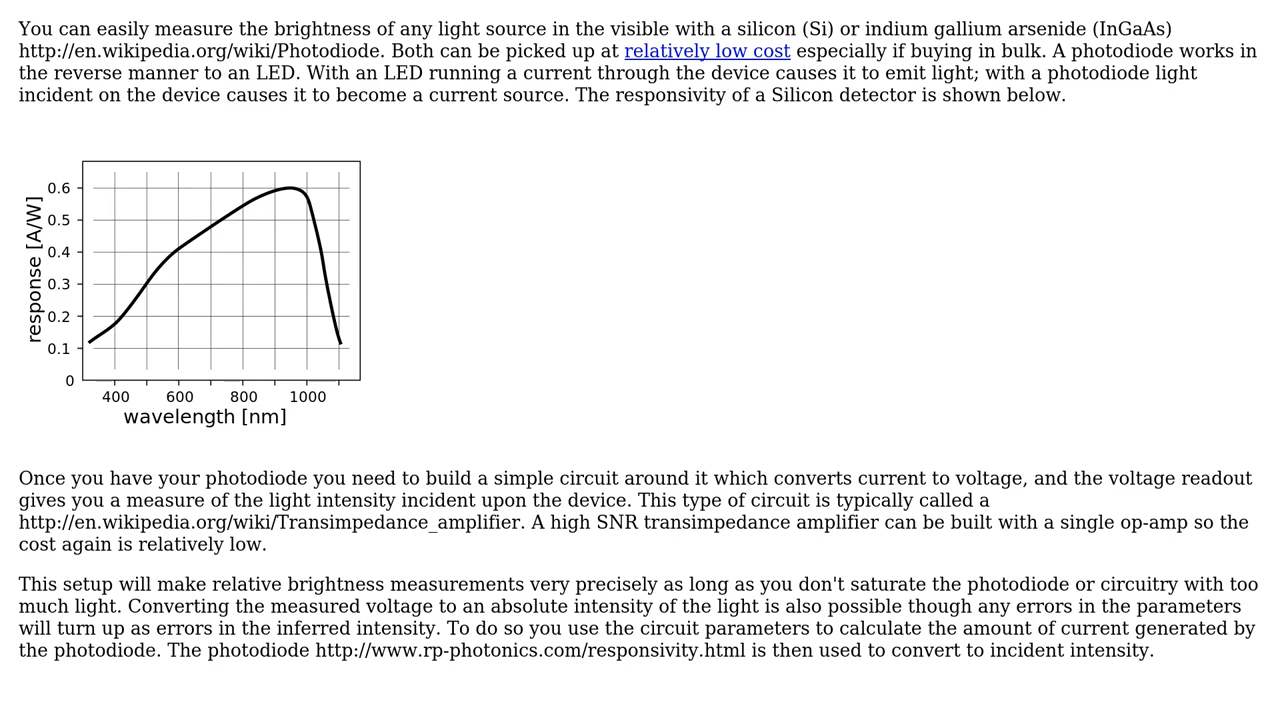 You can easily measure the brightness of any light source in the visible with a silicon (Si) or indium gallium arsenide (InGaAs)
http://en.wikipedia.org/wiki/Photodiode. Both can be picked up at relatively low cost especially if buying in bulk. A photodiode works in
the reverse manner to an LED. With an LED running a current through the device causes it to emit light; with a photodiode light
incident on the device causes it to become a current source. The responsivity of a Silicon detector is shown below.
response [A/W]
0.6
0.5
0.4
0.3
0.2
0.1
0
400 600 800 1000
wavelength [nm]
Once you have your photodiode you need to build a simple circuit around it which converts current to voltage, and the voltage readout
gives you a measure of the light intensity incident upon the device. This type of circuit is typically called a
http://en.wikipedia.org/wiki/Transimpedance_amplifier. A high SNR transimpedance amplifier can be built with a single op-amp so the
cost again is relatively low.
This setup will make relative brightness measurements very precisely as long as you don't saturate the photodiode or circuitry with too
much light. Converting the measured voltage to an absolute intensity of the light is also possible though any errors in the parameters
will turn up as errors in the inferred intensity. To do so you use the circuit parameters to calculate the amount of current generated by
the photodiode. The photodiode http://www.rp-photonics.com/responsivity.html is then used to convert to incident intensity.